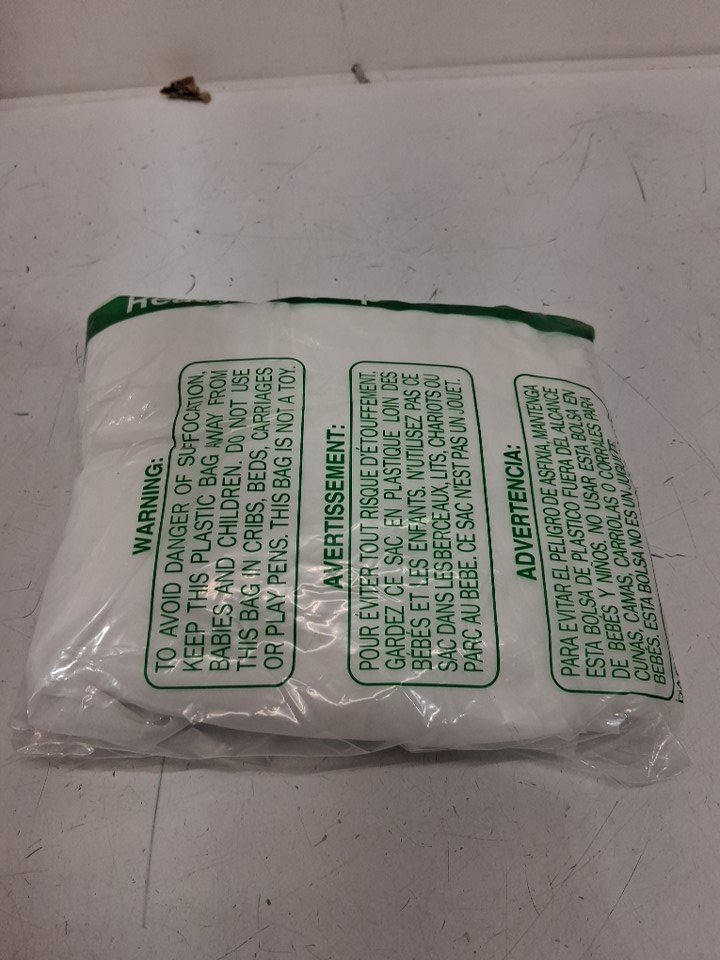 WARNING:
TO AVOID DANGER OF SUFFOCATION,
KEEP THIS PLASTIC BAG AWAY FROM
BABIES AND CHILDREN. DO NOT USE
THIS BAG IN CRIBS, BEDS, CARRIAGES
OR PLAY PENS. THIS BAG IS NOT A TOY.
AVERTISSEMENT:
POUR ÉVITER TOUT RISQUE D'ÉTOUFFEMENT,
GARDEZ CE SAC EN PLASTIQUE LOIN DES
BÉBÉS ET LES ENFANTS. N'UTILISEZ PAS CE
SAC DANS LES BERCEAUX, LITS, CHARIOTS OU
PARC AU BEBE. CE SAC N'EST PAS UN JOUET.
ADVERTENCIA:
PARA EVITAR EL PELIGRO DE ASFIXIA, MANTENGA
ESTA BOLSA DE PLASTICO FUERA DEL ALCANCE
DE BEBÉS Y NIÑOS. NO USAR ESTA BOLSA EN
CUNAS, CAMAS, CARRIOLAS O CORRALES PARA
BEBÉS. ESTA BOLSA NO ES UN JUGUETE.